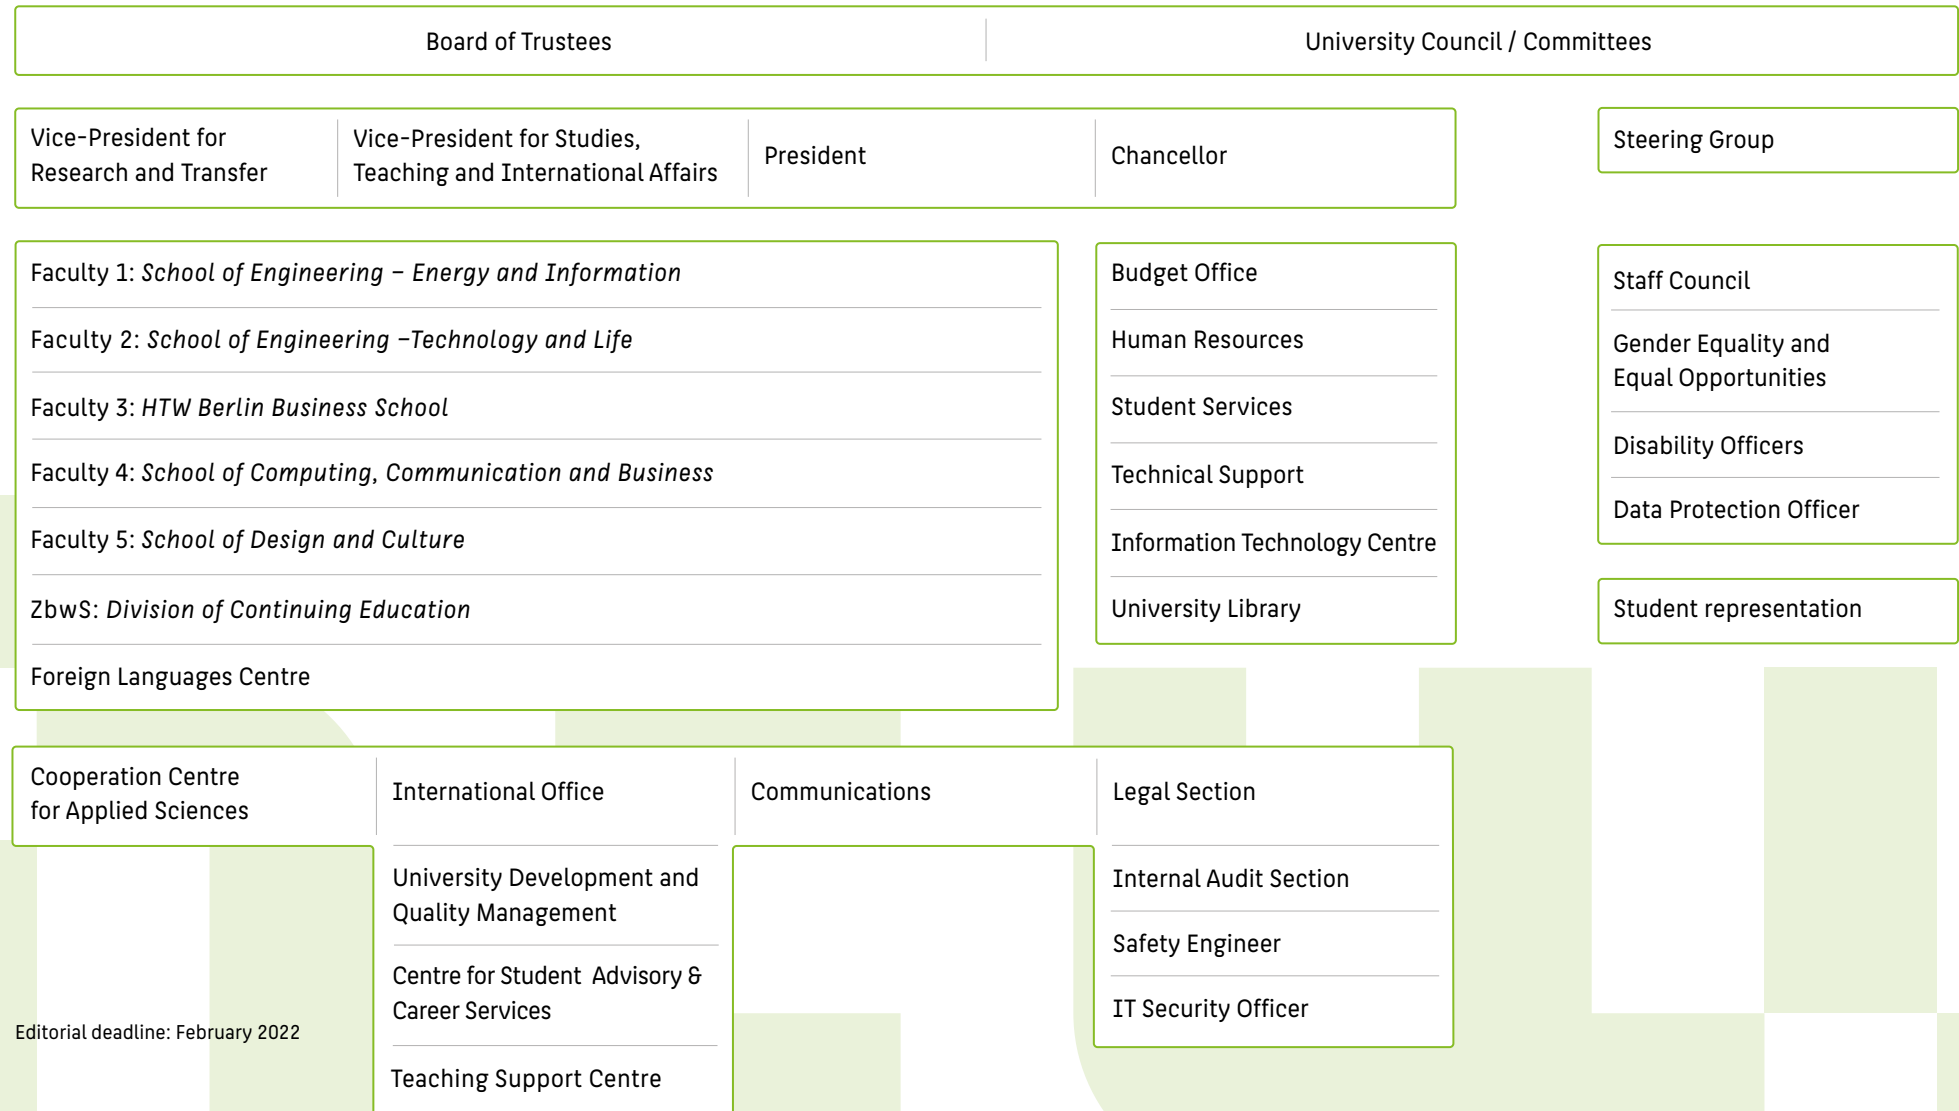 Board of Trustees
University Council / Committees
Vice-President for
Research and Transfer
Vice-President for Studies,
Teaching and International Affairs
President
Chancellor
Steering Group
Faculty 1: School of Engineering – Energy and Information
Faculty 2: School of Engineering –Technology and Life
Faculty 3: HTW Berlin Business School
Faculty 4: School of Computing, Communication and Business
Faculty 5: School of Design and Culture
ZbwS: Division of Continuing Education
Foreign Languages Centre
Budget Office
Human Resources
Student Services
Technical Support
Information Technology Centre
University Library
Staff Council
Gender Equality and
Equal Opportunities
Disability Officers
Data Protection Officer
Student representation
Cooperation Centre
for Applied Sciences
International Office
University Development and
Quality Management
Centre for Student Advisory &
Career Services
Teaching Support Centre
Communications
Legal Section
Internal Audit Section
Safety Engineer
IT Security Officer
Editorial deadline: February 2022